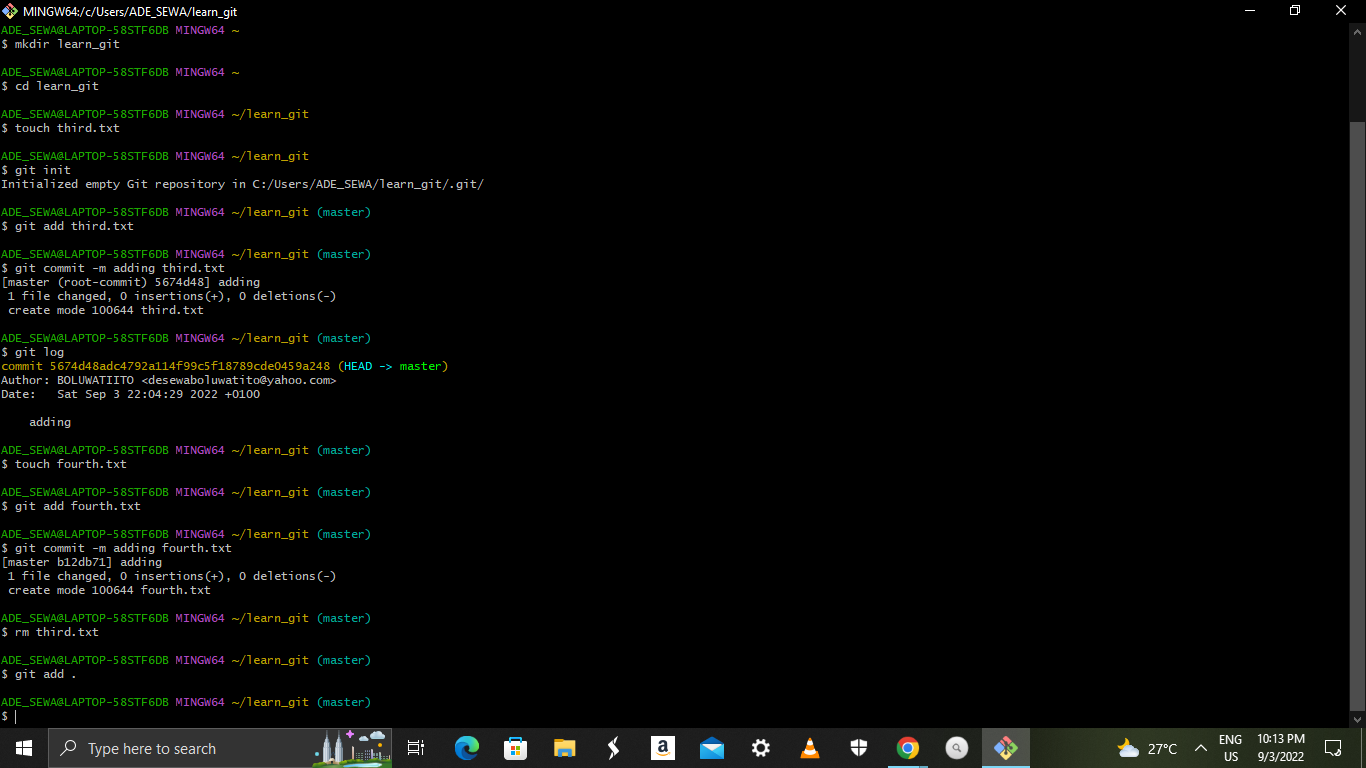 MINGW64:/c/Users/ADE_SEWA/learn_git
ADE_SEWA@LAPTOP-58STF6DB MINGW64 ~
$ mkdir learn_git
ADE_SEWA@LAPTOP-58STF6DB MINGW64 ~
$ cd learn_git
ADE_SEWA@LAPTOP-58STF6DB MINGW64 ~/learn_git
$ touch third.txt
ADE_SEWA@LAPTOP-58STF6DB MINGW64 ~/learn_git
$ git init
Initialized empty Git repository in C:/Users/ADE_SEWA/learn_git/.git/
ADE_SEWA@LAPTOP-58STF6DB MINGW64 ~/learn_git (master)
$ git add third.txt
ADE_SEWA@LAPTOP-58STF6DB MINGW64 ~/learn_git (master)
$ git commit -m adding third.txt
[master (root-commit) 5674d48] adding
 1 file changed, 0 insertions(+), 0 deletions(-)
 create mode 100644 third.txt
ADE_SEWA@LAPTOP-58STF6DB MINGW64 ~/learn_git (master)
$ git log
commit 5674d48adc4792a114f99c5f18789cde0459a248 (HEAD -> master)
Author: BOLUWATIITO <desewaboluwatito@yahoo.com>
Date:   Sat Sep 3 22:04:29 2022 +0100
    adding
ADE_SEWA@LAPTOP-58STF6DB MINGW64 ~/learn_git (master)
$ touch fourth.txt
ADE_SEWA@LAPTOP-58STF6DB MINGW64 ~/learn_git (master)
$ git add fourth.txt
ADE_SEWA@LAPTOP-58STF6DB MINGW64 ~/learn_git (master)
$ git commit -m adding fourth.txt
[master b12db71] adding
 1 file changed, 0 insertions(+), 0 deletions(-)
 create mode 100644 fourth.txt
ADE_SEWA@LAPTOP-58STF6DB MINGW64 ~/learn_git (master)
$ rm third.txt
ADE_SEWA@LAPTOP-58STF6DB MINGW64 ~/learn_git (master)
$ git add .
ADE_SEWA@LAPTOP-58STF6DB MINGW64 ~/learn_git (master)
$
Type here to search
a
27°C
ENG
US
10:13 PM
9/3/2022